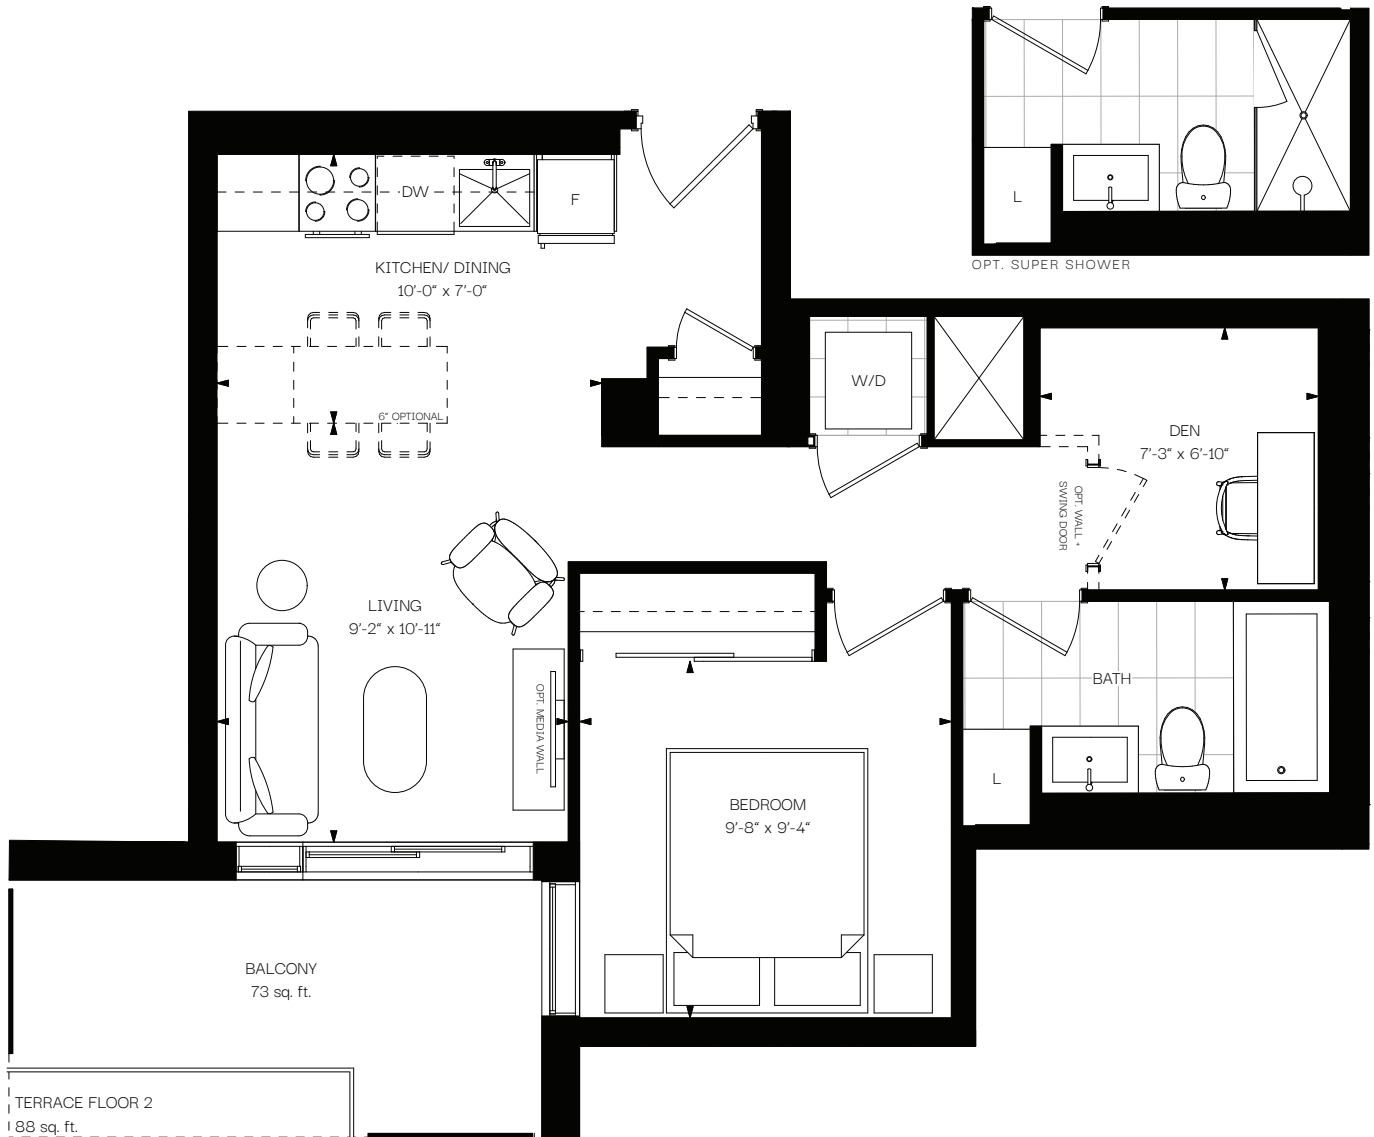 L
OPT. SUPER SHOWER
DW
F
KITCHEN/ DINING
10'-0" x 7'-0"
6" OPTIONAL
W/D
DEN
7'-3" x 6'-10"
OPT. WALL +
SWING DOOR
LIVING
9'-2" x 10'-11"
OPT. MEDIA WALL
BATH
L
BEDROOM
9'-8" x 9'-4"
BALCONY
73 sq. ft.
TERRACE FLOOR 2
88 sq. ft.